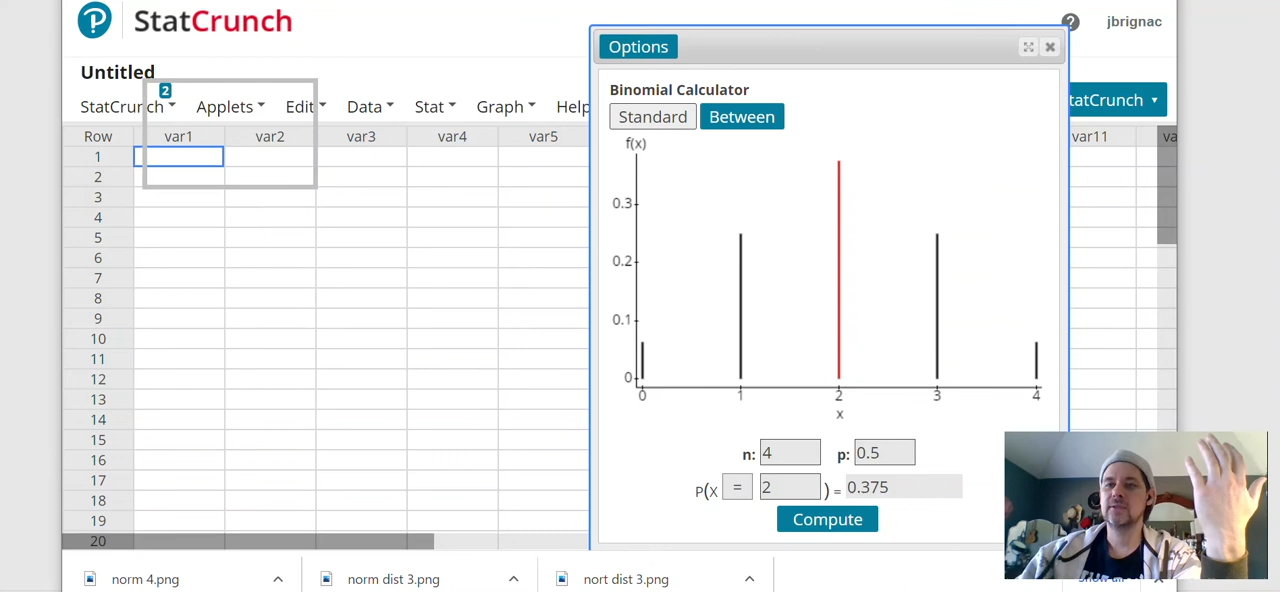 StatCrunch
jbrignac
Untitled
2
StatCrunch Applets Edit Data Stat Graph Help
tatCrunch
Row var1 var2 var3 var4 var5 var11 va
1
2
3
4
5
6
7
8
9
10
11
12
13
14
15
16
17
18
19
20
Options
Binomial Calculator
Standard Between
f(x)
0.3
0.2
0.1
0
0 1 2 3 4
x
n: 4 p: 0.5
P(X = 2 ) = 0.375
Compute
norm 4.png norm dist 3.png nort dist 3.png